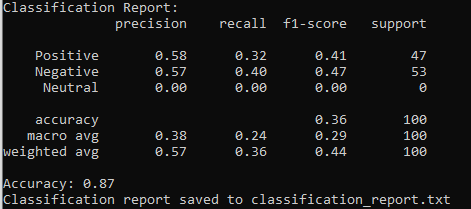 Classification Report:
precision recall f1-score support
Positive 0.58 0.32 0.41 47
Negative 0.57 0.40 0.47 53
Neutral 0.00 0.00 0.00 0
accuracy 0.36 100
macro avg 0.38 0.24 0.29 100
weighted avg 0.57 0.36 0.44 100
Accuracy: 0.87
Classification report saved to classification_report.txt